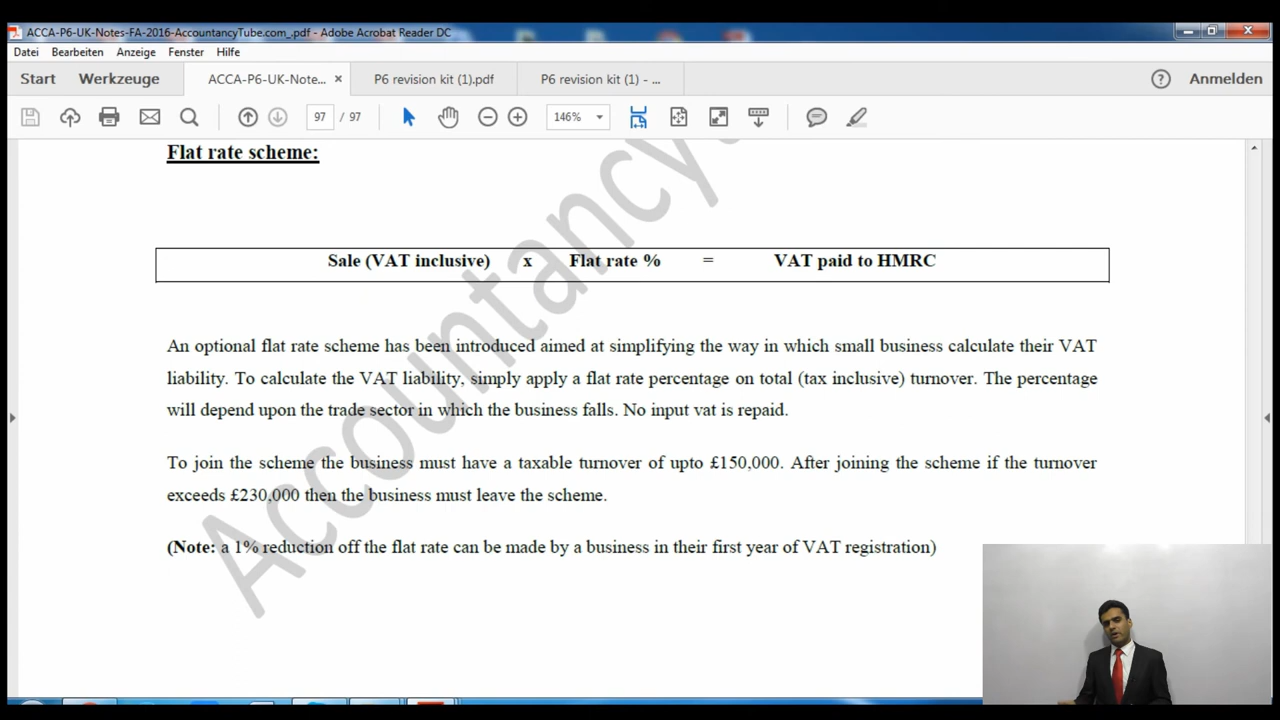 ACCA-P6-UK-Notes-FA-2016-AccountancyTube.com_.pdf - Adobe Acrobat Reader DC
Datei Bearbeiten Anzeige Fenster Hilfe
Start Werkzeuge ACCA-P6-UK-Note... × P6 revision kit (1).pdf P6 revision kit (1) - ... ? Anmelden
97 / 97 146%
Flat rate scheme:
Sale (VAT inclusive) x Flat rate % = VAT paid to HMRC
An optional flat rate scheme has been introduced aimed at simplifying the way in which small business calculate their VAT
liability. To calculate the VAT liability, simply apply a flat rate percentage on total (tax inclusive) turnover. The percentage
will depend upon the trade sector in which the business falls. No input vat is repaid.
To join the scheme the business must have a taxable turnover of upto £150,000. After joining the scheme if the turnover
exceeds £230,000 then the business must leave the scheme.
(Note: a 1% reduction off the flat rate can be made by a business in their first year of VAT registration)